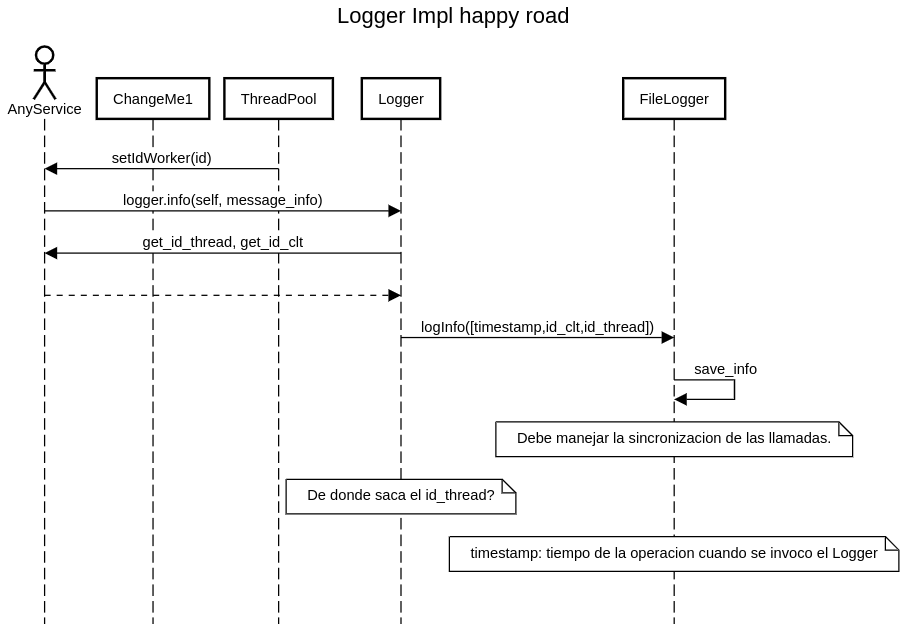 Logger Impl happy road
AnyService
ChangeMe1
ThreadPool
Logger
FileLogger
setIdWorker(id)
logger.info(self, message_info)
get_id_thread, get_id_clt
logInfo([timestamp,id_clt,id_thread])
save_info
Debe manejar la sincronizacion de las llamadas.
De donde saca el id_thread?
timestamp: tiempo de la operacion cuando se invoco el Logger